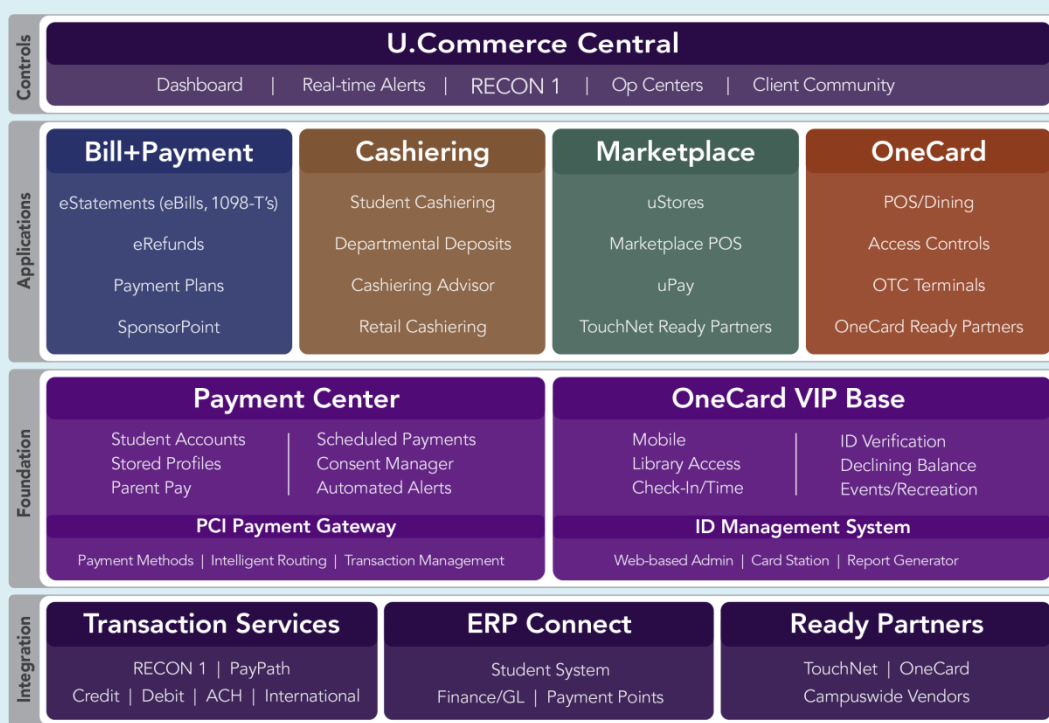 Controls
U.Commerce Central
Dashboard | Real-time Alerts | RECON 1 | Op Centers | Client Community
Applications
Bill+Payment
eStatements (eBills, 1098-T's)
eRefunds
Payment Plans
SponsorPoint
Cashiering
Student Cashiering
Departmental Deposits
Cashiering Advisor
Retail Cashiering
Marketplace
uStores
Marketplace POS
uPay
TouchNet Ready Partners
OneCard
POS/Dining
Access Controls
OTC Terminals
OneCard Ready Partners
Foundation
Payment Center
Student Accounts
Stored Profiles
Parent Pay
Scheduled Payments
Consent Manager
Automated Alerts
PCI Payment Gateway
Payment Methods | Intelligent Routing | Transaction Management
OneCard VIP Base
Mobile
Library Access
Check-In/Time
ID Verification
Declining Balance
Events/Recreation
ID Management System
Web-based Admin | Card Station | Report Generator
Integration
Transaction Services
RECON 1 | PayPath
Credit | Debit | ACH | International
ERP Connect
Student System
Finance/GL | Payment Points
Ready Partners
TouchNet | OneCard
Campuswide Vendors